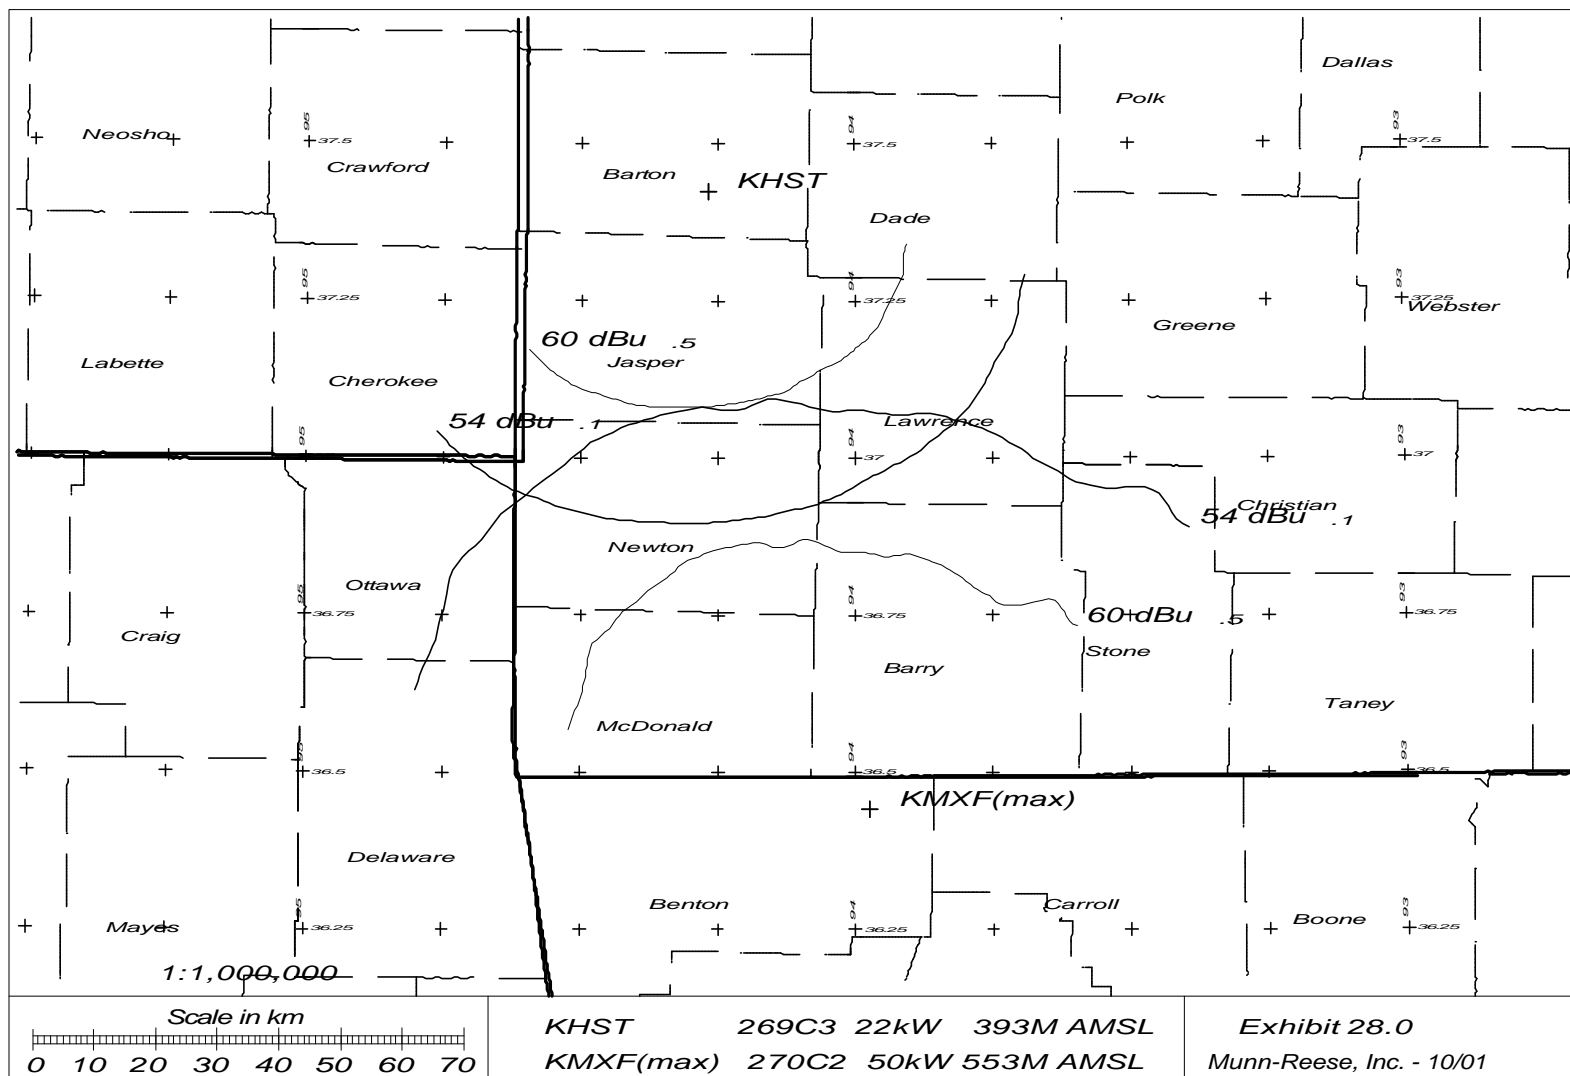 Dallas
Polk
Neosho
95
37.5
Crawford
Barton
KHST
94
37.5
Dade
93
37.5
95
37.25
94
37.25
93
37.25
Webster
Greene
60 dBu .5
Jasper
Labette
Cherokee
54 dBu .1
Lawrence
95
94
37
93
37
Christian
54 dBu .1
Newton
Ottawa
95
36.75
94
36.75
93
36.75
60 dBu .5
Craig
Stone
Barry
McDonald
Taney
95
36.5
94
36.5
93
36.5
KMXF(max)
Delaware
Benton
Carroll
Boone
Mayes
95
36.25
94
36.25
93
36.25
1:1,000,000
Scale in km
0 10 20 30 40 50 60 70
KHST 269C3 22kW 393M AMSL
KMXF(max) 270C2 50kW 553M AMSL
Exhibit 28.0
Munn-Reese, Inc. - 10/01